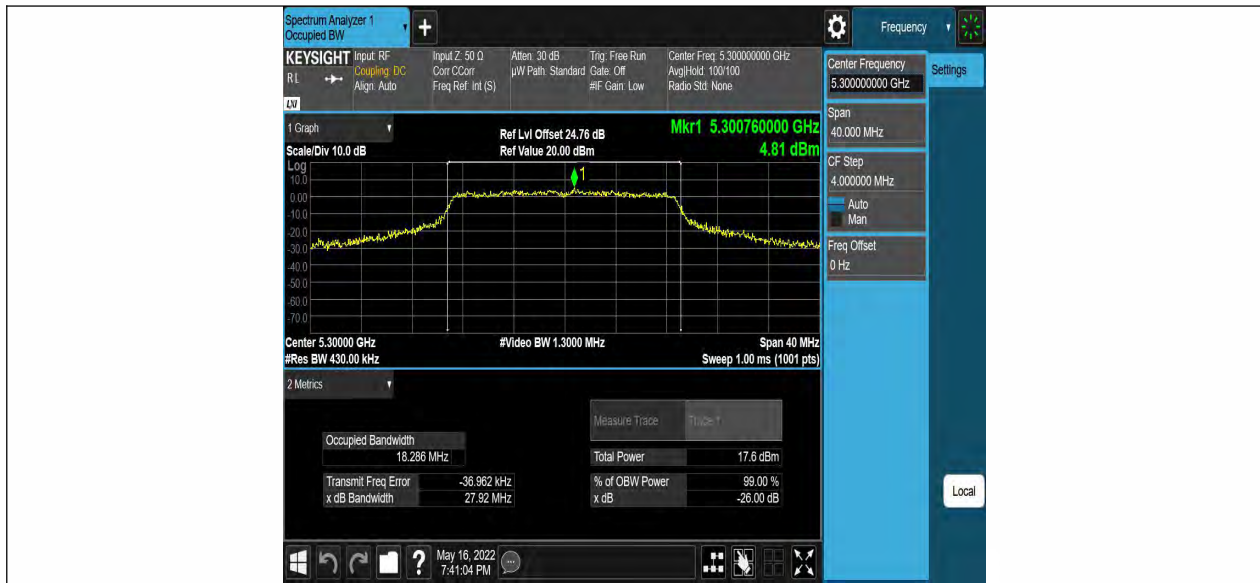 Spectrum Analyzer 1
Occupied BW
+
Frequency
KEYSIGHT
RL
LXI
Input: RF
Coupling: DC
Align: Auto
Input Z: 50 Ω
Corr CCorr
Freq Ref: Int (S)
Atten: 30 dB
µW Path: Standard
Trig: Free Run
Gate: Off
#IF Gain: Low
Center Freq: 5.300000000 GHz
Avg|Hold: 100/100
Radio Std: None
Center Frequency
5.300000000 GHz
Settings
Span
40.000 MHz
CF Step
4.000000 MHz
Auto
Man
Freq Offset
0 Hz
1 Graph
Scale/Div 10.0 dB
Ref Lvl Offset 24.76 dB
Ref Value 20.00 dBm
Mkr1 5.300760000 GHz
4.81 dBm
Log
10.0
0.00
-10.0
-20.0
-30.0
-40.0
-50.0
-60.0
-70.0
1
Center 5.30000 GHz
#Res BW 430.00 kHz
#Video BW 1.3000 MHz
Span 40 MHz
Sweep 1.00 ms (1001 pts)
2 Metrics
Measure Trace Trace 1
Occupied Bandwidth
18.286 MHz
Total Power 17.6 dBm
Transmit Freq Error -36.962 kHz
x dB Bandwidth 27.92 MHz
% of OBW Power 99.00 %
x dB -26.00 dB
Local
?
May 16, 2022
7:41:04 PM